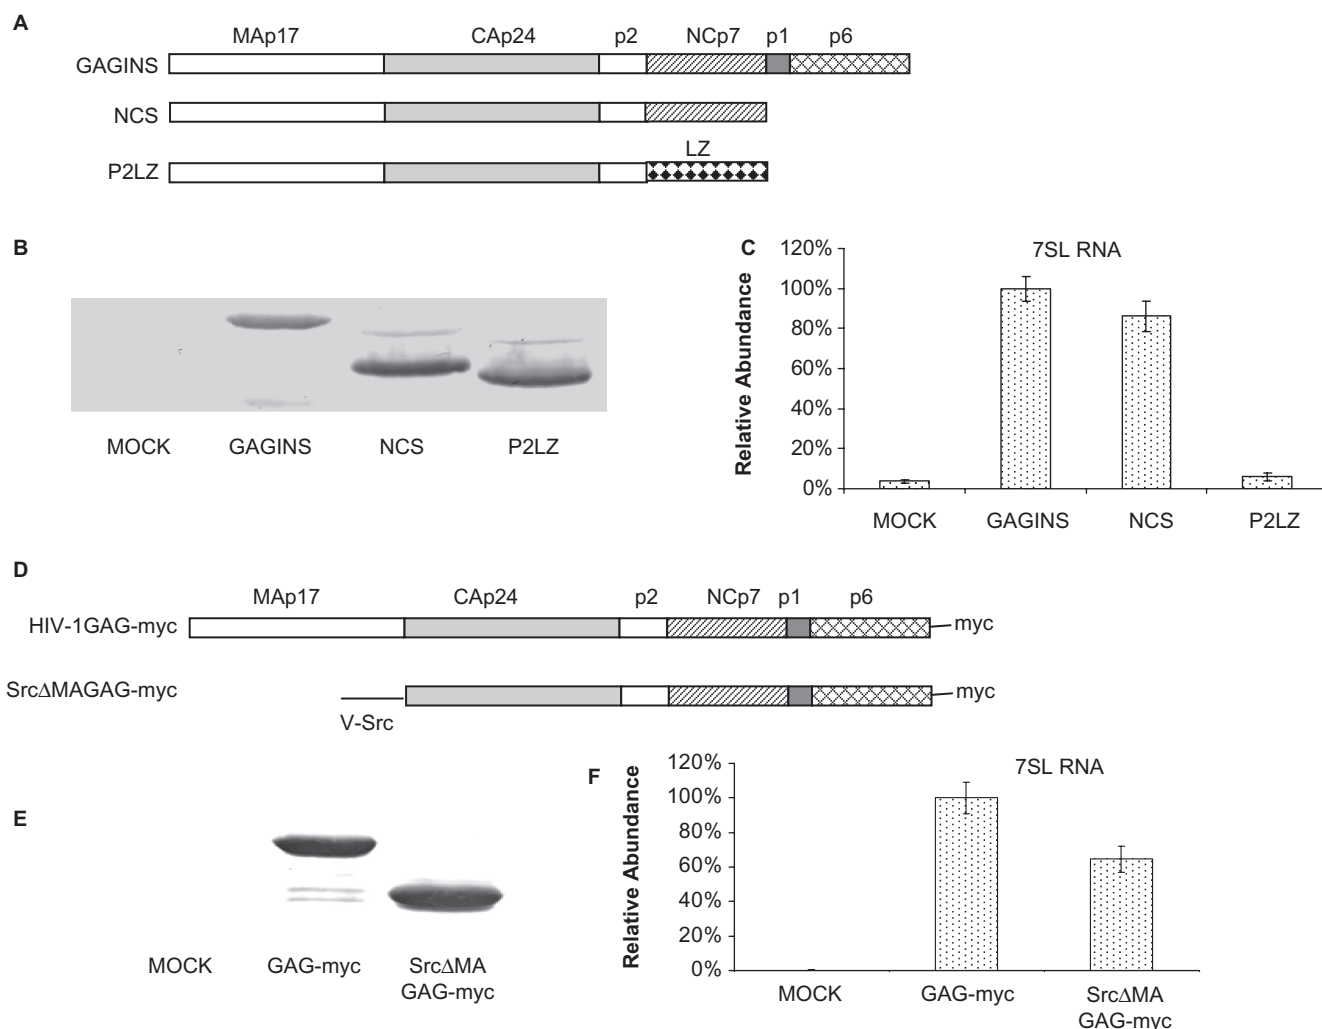 A
MAp17 CAp24 p2 NCp7 p1 p6
GAGINS
NCS
LZ
P2LZ
B
MOCK GAGINS NCS P2LZ
C
7SL RNA
Relative Abundance
120%
100%
80%
60%
40%
20%
0%
MOCK GAGINS NCS P2LZ
D
MAp17 CAp24 p2 NCp7 p1 p6
HIV-1GAG-myc myc
SrcΔMAGAG-myc myc
V-Src
E
MOCK GAG-myc SrcΔMA
GAG-myc
F
7SL RNA
Relative Abundance
120%
100%
80%
60%
40%
20%
0%
MOCK GAG-myc SrcΔMA
GAG-myc